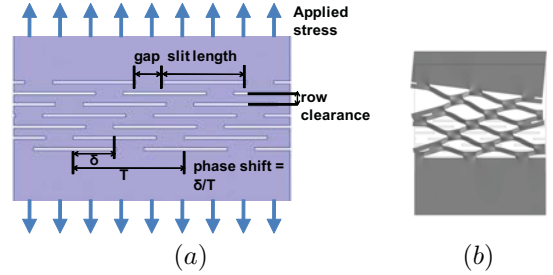 Applied
stress
gap slit length
row
clearance
δ
T
phase shift =
δ/T
(a)
(b)